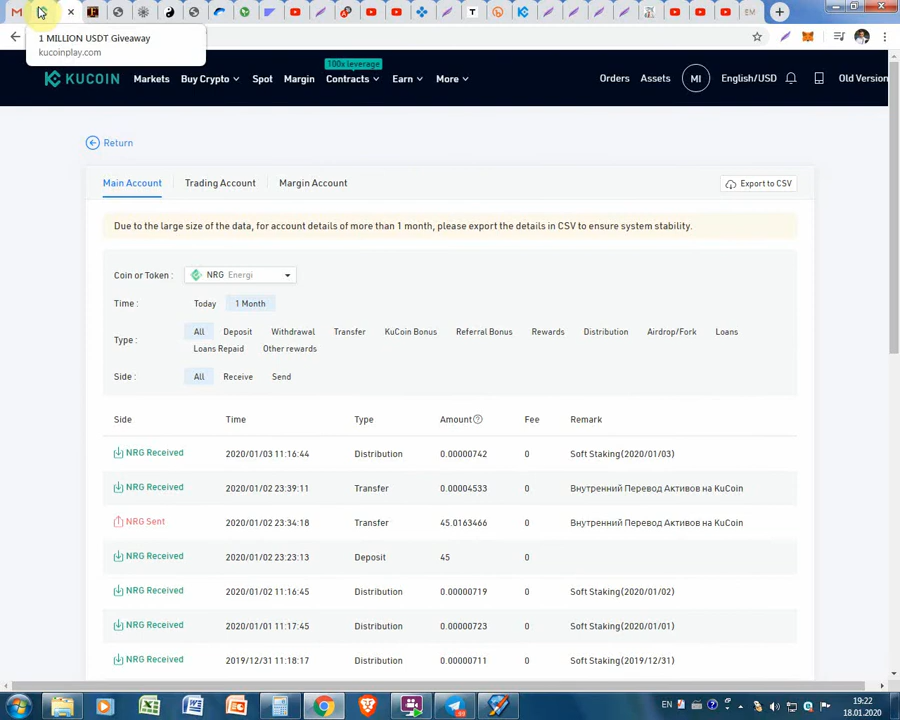 1 MILLION USDT Giveaway
kucoinplay.com
KUCOIN Markets Buy Crypto Spot Margin Contracts 100x leverage Earn More Orders Assets MI English/USD Old Version
Return
Main Account Trading Account Margin Account Export to CSV
Due to the large size of the data, for account details of more than 1 month, please export the details in CSV to ensure system stability.
Coin or Token : NRG Energi
Time : Today 1 Month
Type : All Deposit Withdrawal Transfer KuCoin Bonus Referral Bonus Rewards Distribution Airdrop/Fork Loans
Loans Repaid Other rewards
Side : All Receive Send
Side Time Type Amount Fee Remark
NRG Received 2020/01/03 11:16:44 Distribution 0.00000742 0 Soft Staking(2020/01/03)
NRG Received 2020/01/02 23:39:11 Transfer 0.00004533 0 Внутренний Перевод Активов на KuCoin
NRG Sent 2020/01/02 23:34:18 Transfer 45.0163466 0 Внутренний Перевод Активов на KuCoin
NRG Received 2020/01/02 23:23:13 Deposit 45 0
NRG Received 2020/01/02 11:16:45 Distribution 0.00000719 0 Soft Staking(2020/01/02)
NRG Received 2020/01/01 11:17:45 Distribution 0.00000723 0 Soft Staking(2020/01/01)
NRG Received 2019/12/31 11:18:17 Distribution 0.00000711 0 Soft Staking(2019/12/31)
EN
19:22
18.01.2020